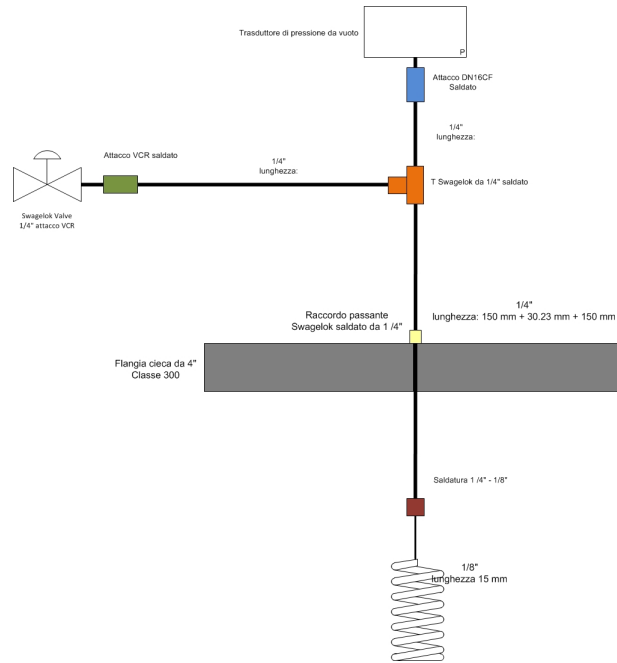 Trasduttore di pressione da vuoto
P
Attacco DN16CF
Saldato
1/4"
lunghezza:
Attacco VCR saldato
1/4"
lunghezza:
T Swagelok da 1/4" saldato
Swagelok Valve
1/4" attacco VCR
1/4"
lunghezza: 150 mm + 30.23 mm + 150 mm
Raccordo passante
Swagelok saldato da 1 /4"
Flangia cieca da 4"
Classe 300
Saldatura 1 /4" - 1/8"
1/8"
lunghezza 15 mm